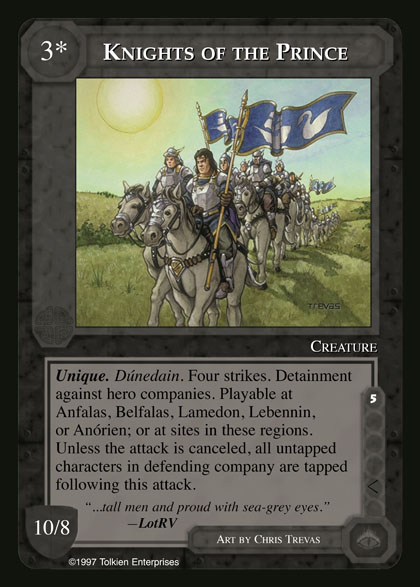 3*
KNIGHTS OF THE PRINCE
TREVAS
CREATURE
Unique. Dúnedain. Four strikes. Detainment
against hero companies. Playable at
Anfalas, Belfalas, Lamedon, Lebennin,
or Anórien; or at sites in these regions.
Unless the attack is canceled, all untapped
characters in defending company are tapped
following this attack.
5
“...tall men and proud with sea-grey eyes.”
—LotRV
10/8
ART BY CHRIS TREVAS
©1997 Tolkien Enterprises